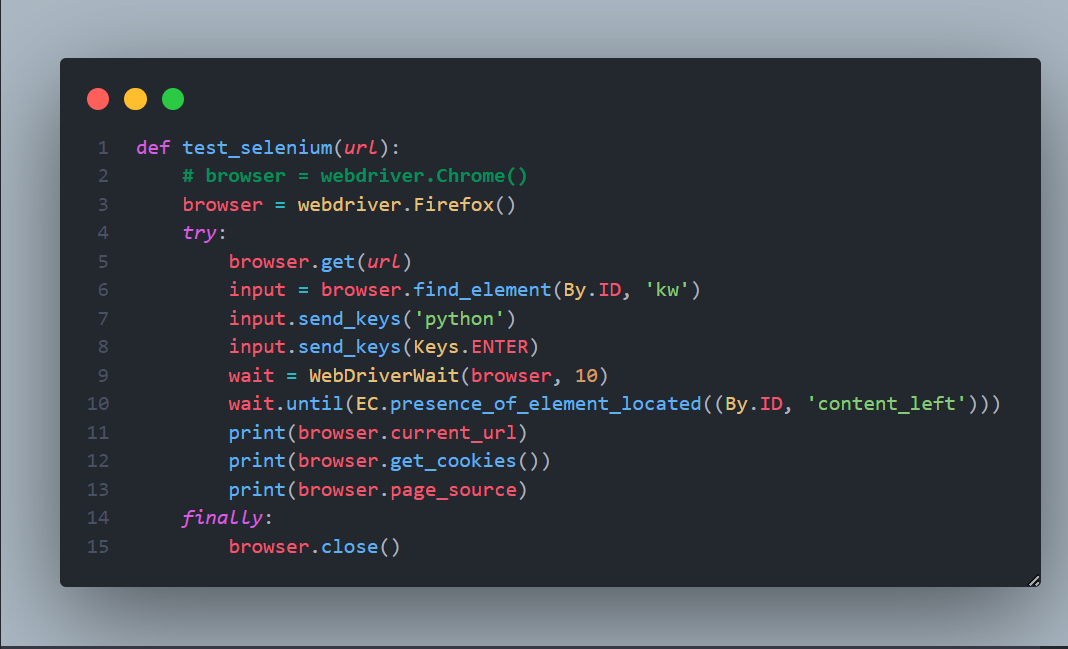 1 def test_selenium(url):
2     # browser = webdriver.Chrome()
3     browser = webdriver.Firefox()
4     try:
5         browser.get(url)
6         input = browser.find_element(By.ID, 'kw')
7         input.send_keys('python')
8         input.send_keys(Keys.ENTER)
9         wait = WebDriverWait(browser, 10)
10         wait.until(EC.presence_of_element_located((By.ID, 'content_left')))
11         print(browser.current_url)
12         print(browser.get_cookies())
13         print(browser.page_source)
14     finally:
15         browser.close()